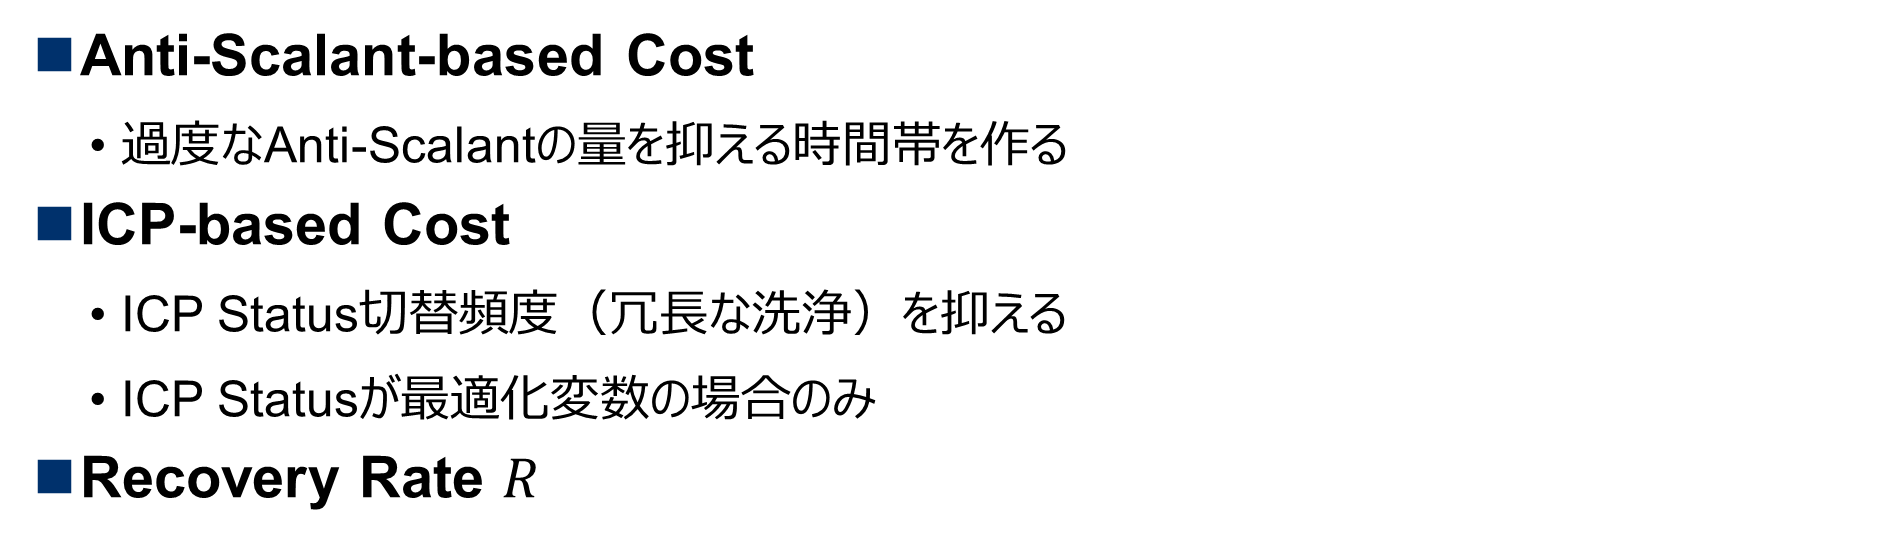 ■Anti-Scalant-based Cost
• 過度なAnti-Scalantの量を抑える時間帯を作る
■ICP-based Cost
• ICP Status切替頻度（冗長な洗浄）を抑える
• ICP Statusが最適化変数の場合のみ
■Recovery Rate R